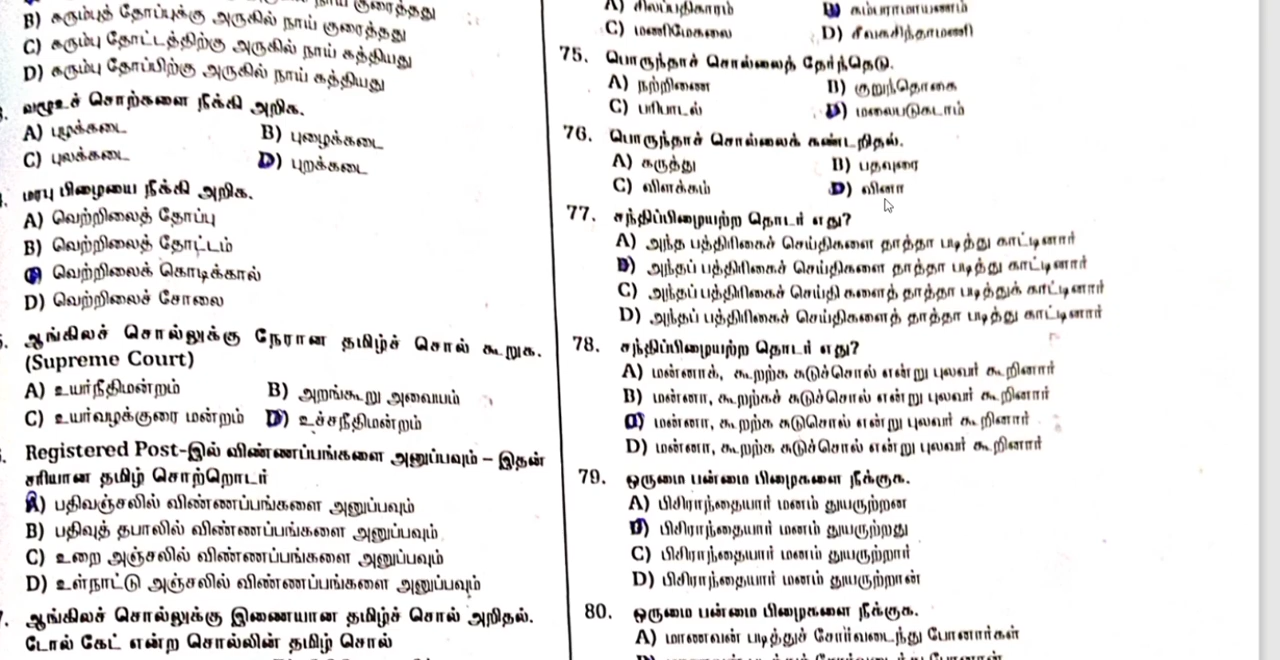 குரைத்தது
B) கரும்புத் தோப்புக்கு அருகில் நாய் குரைத்தது
C) கரும்பு தோட்டத்திற்கு அருகில் நாய் கத்தியது
D) கரும்பு தோப்பிற்கு அருகில் நாய் கத்தியது
வழூஉச் சொற்களை நீக்கி அறிக.
A) புழக்கடை
B) புழைக்கடை
C) புலக்கடை
D) புறக்கடை
மரபு பிழையை நீக்கி அறிக.
A) வெற்றிலைத் தோப்பு
B) வெற்றிலைத் தோட்டம்
வெற்றிலைக் கொடிக்கால்
D) வெற்றிலைச் சோலை
ஆங்கிலச் சொல்லுக்கு நேரான தமிழ்ச் சொல் கூறுக.
(Supreme Court)
A) உயர்நீதிமன்றம்
B) அறங்கூறு அவையம்
C) உயர்வழக்குரை மன்றம்
D) உச்சநீதிமன்றம்
Registered Post-இல் விண்ணப்பங்களை அனுப்பவும் – இதன்
சரியான தமிழ் சொற்றொடர்
A) பதிவஞ்சலில் விண்ணப்பங்களை அனுப்பவும்
B) பதிவுத் தபாலில் விண்ணப்பங்களை அனுப்பவும்
C) உறை அஞ்சலில் விண்ணப்பங்களை அனுப்பவும்
D) உள்நாட்டு அஞ்சலில் விண்ணப்பங்களை அனுப்பவும்
ஆங்கிலச் சொல்லுக்கு இணையான தமிழ்ச் சொல் அறிதல்.
டோல் கேட் என்ற சொல்லின் தமிழ் சொல்
A) சிலப்பதிகாரம்
B) கம்பராமாயணம்
C) மணிமேகலை
D) சீவகசிந்தாமணி
75. பொருந்தாச் சொல்லைத் தேர்ந்தெடு.
A) நற்றிணை
B) குறுந்தொகை
C) பரிபாடல்
D) மலைபடுகடாம்
76. பொருந்தாச் சொல்லைக் கண்டறிதல்.
A) கருத்து
B) பதவுரை
C) விளக்கம்
D) வினா
77. சந்திப்பிழையற்ற தொடர் எது?
A) அந்த பத்திரிகைச் செய்திகளை தாத்தா படித்து காட்டினார்
B) அந்தப் பத்திரிகைச் செய்திகளை தாத்தா படித்து காட்டினார்
C) அந்தப் பத்திரிகைச் செய்தி களைத் தாத்தா படித்துக் காட்டினார்
D) அந்தப் பத்திரிகைச் செய்திகளைத் தாத்தா படித்து காட்டினார்
78. சந்திப்பிழையற்ற தொடர் எது?
A) மன்னாக், கூறற்க கடுச்சொல் என்று புலவர் கூறினார்
B) மன்னா, கூறற்கக் கடுச்சொல் என்று புலவர் கூறினார்
C) மன்னா, கூறற்க கடுசொல் என்று புலவர் கூறினார்
D) மன்னா, கூறற்க கடுச்சொல் என்று புலவர் கூறினார்
79. ஒருமை பன்மை பிழைகளை நீக்குக.
A) பிசிராந்தையார் மனம் துயருற்றன
B) பிசிராந்தையார் மனம் துயருற்றது
C) பிசிராந்தையார் மனம் துயருற்றார்
D) பிசிராந்தையார் மனம் துயருற்றான்
80. ஒருமை பன்மை பிழைகளை நீக்குக.
A) மாணவன் படித்துச் சோர்வடைந்து போனார்கள்